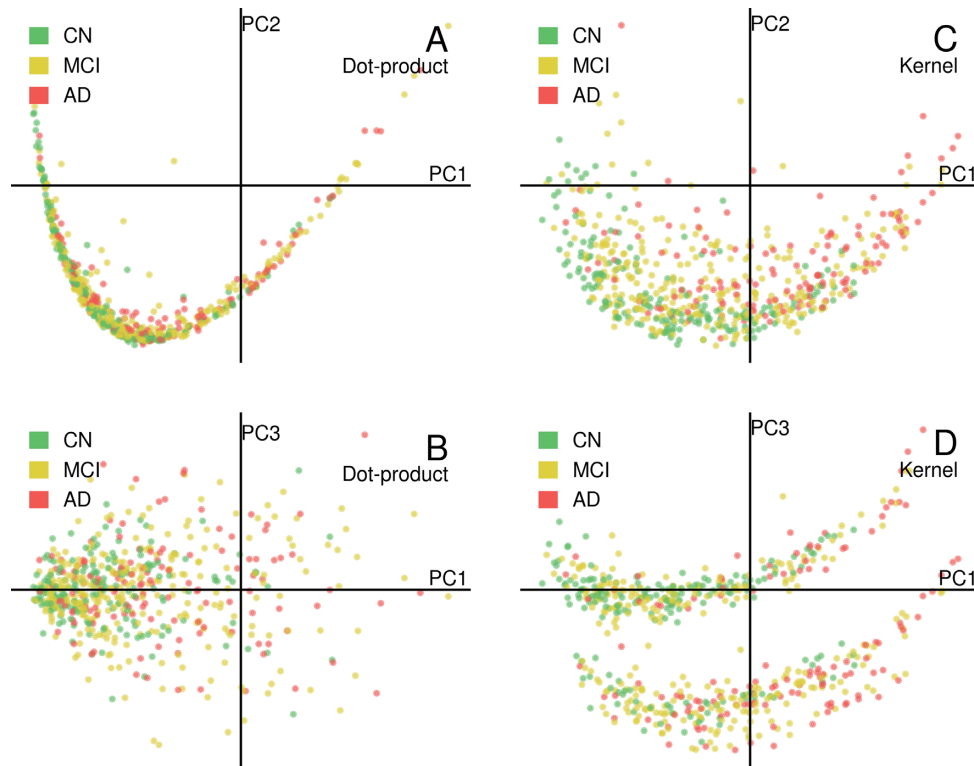 PC2
A
CN
MCI
AD
Dot-product
PC1
PC2
C
CN
MCI
AD
Kernel
PC1
PC3
B
CN
MCI
AD
Dot-product
PC1
PC3
D
CN
MCI
AD
Kernel
PC1